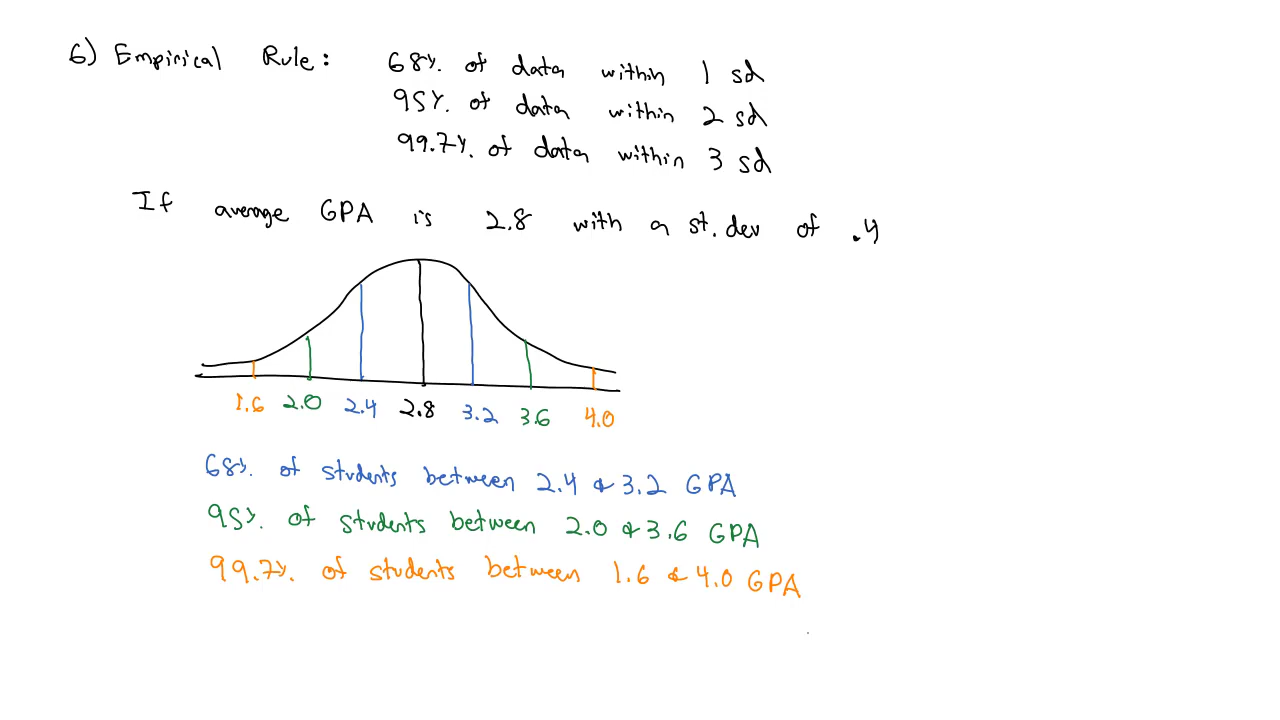 6) Empirical Rule: 68% of data within 1 sd
95% of data within 2 sd
99.7% of data within 3 sd
If average GPA is 2.8 with a st. dev of .4
1.6 2.0 2.4 2.8 3.2 3.6 4.0
68% of students between 2.4 & 3.2 GPA
95% of students between 2.0 & 3.6 GPA
99.7% of students between 1.6 & 4.0 GPA